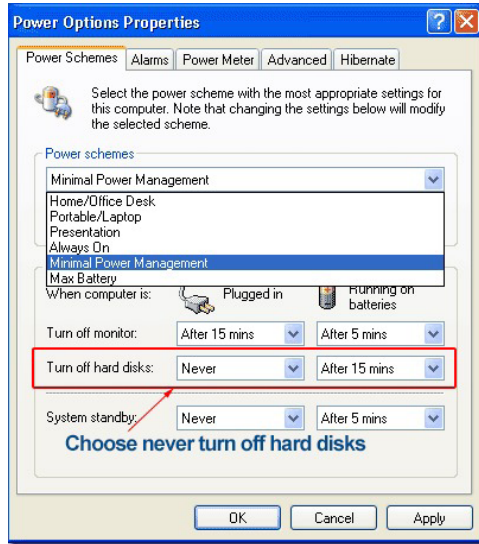 Power Options Properties
Power Schemes Alarms Power Meter Advanced Hibernate
Select the power scheme with the most appropriate settings for
this computer. Note that changing the settings below will modify
the selected scheme.
Power schemes
Minimal Power Management
Home/Office Desk
Portable/Laptop
Presentation
Always On
Minimal Power Management
Max Battery
When computer is: Plugged in Running on
batteries
Turn off monitor: After 15 mins After 5 mins
Turn off hard disks: Never After 15 mins
System standby: Never After 5 mins
Choose never turn off hard disks
OK Cancel Apply